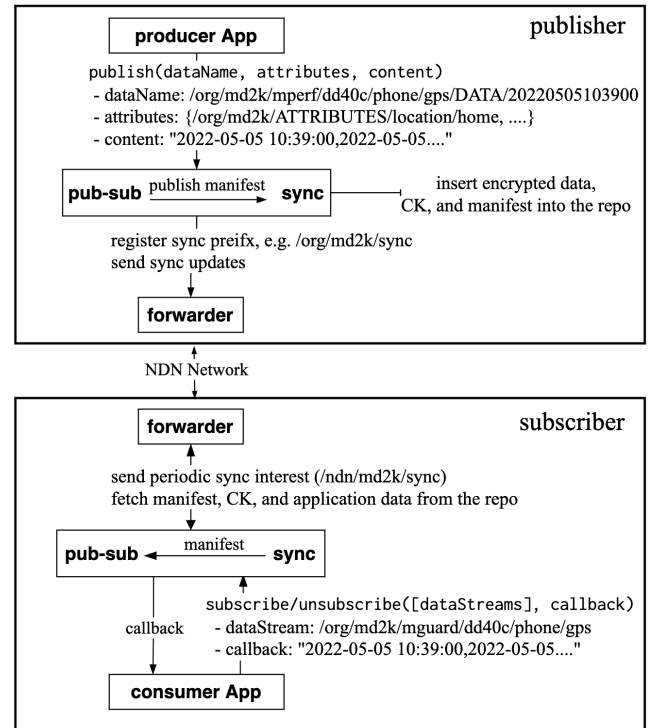 publisher
producer App
publish(dataName, attributes, content)
- dataName: /org/md2k/mperf/dd40c/phone/gps/DATA/20220505103900
- attributes: {/org/md2k/ATTRIBUTES/location/home, ....}
- content: "2022-05-05 10:39:00,2022-05-05...."
pub-sub publish manifest sync
insert encrypted data,
CK, and manifest into the repo
register sync preifx, e.g. /org/md2k/sync
send sync updates
forwarder
NDN Network
subscriber
forwarder
send periodic sync interest (/ndn/md2k/sync)
fetch manifest, CK, and application data from the repo
pub-sub manifest sync
callback
subscribe/unsubscribe([dataStreams], callback)
- dataStream: /org/md2k/mguard/dd40c/phone/gps
- callback: "2022-05-05 10:39:00,2022-05-05...."
consumer App